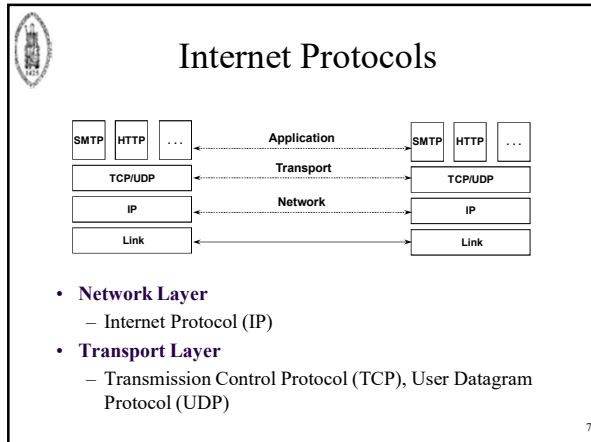 1425
Internet Protocols
SMTP HTTP ... Application SMTP HTTP ...
Transport
TCP/UDP TCP/UDP
Network
IP IP
Link Link
• Network Layer
– Internet Protocol (IP)
• Transport Layer
– Transmission Control Protocol (TCP), User Datagram
Protocol (UDP)
7